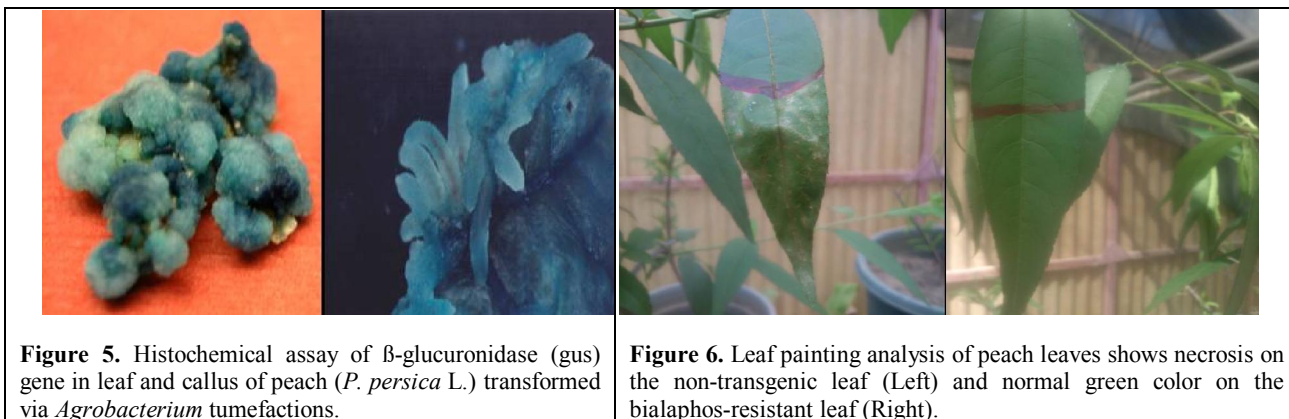 Figure 5. Histochemical assay of ß-glucuronidase (gus)
gene in leaf and callus of peach (P. persica L.) transformed
via Agrobacterium tumefactions.
Figure 6. Leaf painting analysis of peach leaves shows necrosis on
the non-transgenic leaf (Left) and normal green color on the
bialaphos-resistant leaf (Right).